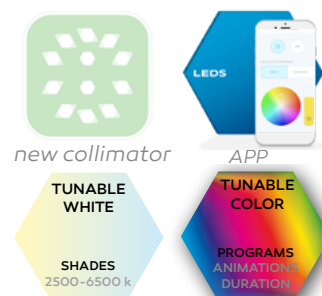 LEDS
new collimator
APP
TUNABLE
WHITE
SHADES
2500-6500 k
TUNABLE
COLOR
PROGRAMS
ANIMATIONS
DURATION